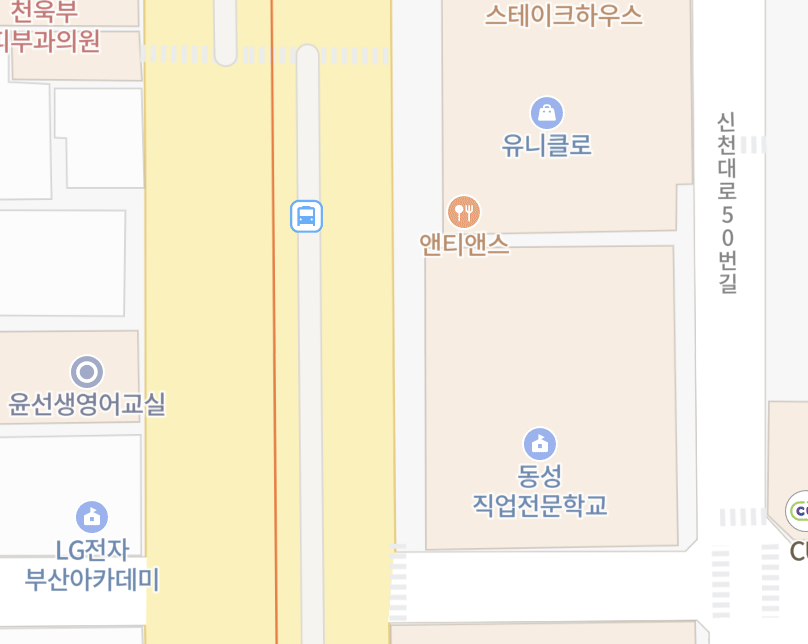 천욱부
피부과의원
스테이크하우스
유니클로
앤티앤스
신천대로50번길
윤선생영어교실
동성
직업전문학교
LG전자
부산아카데미